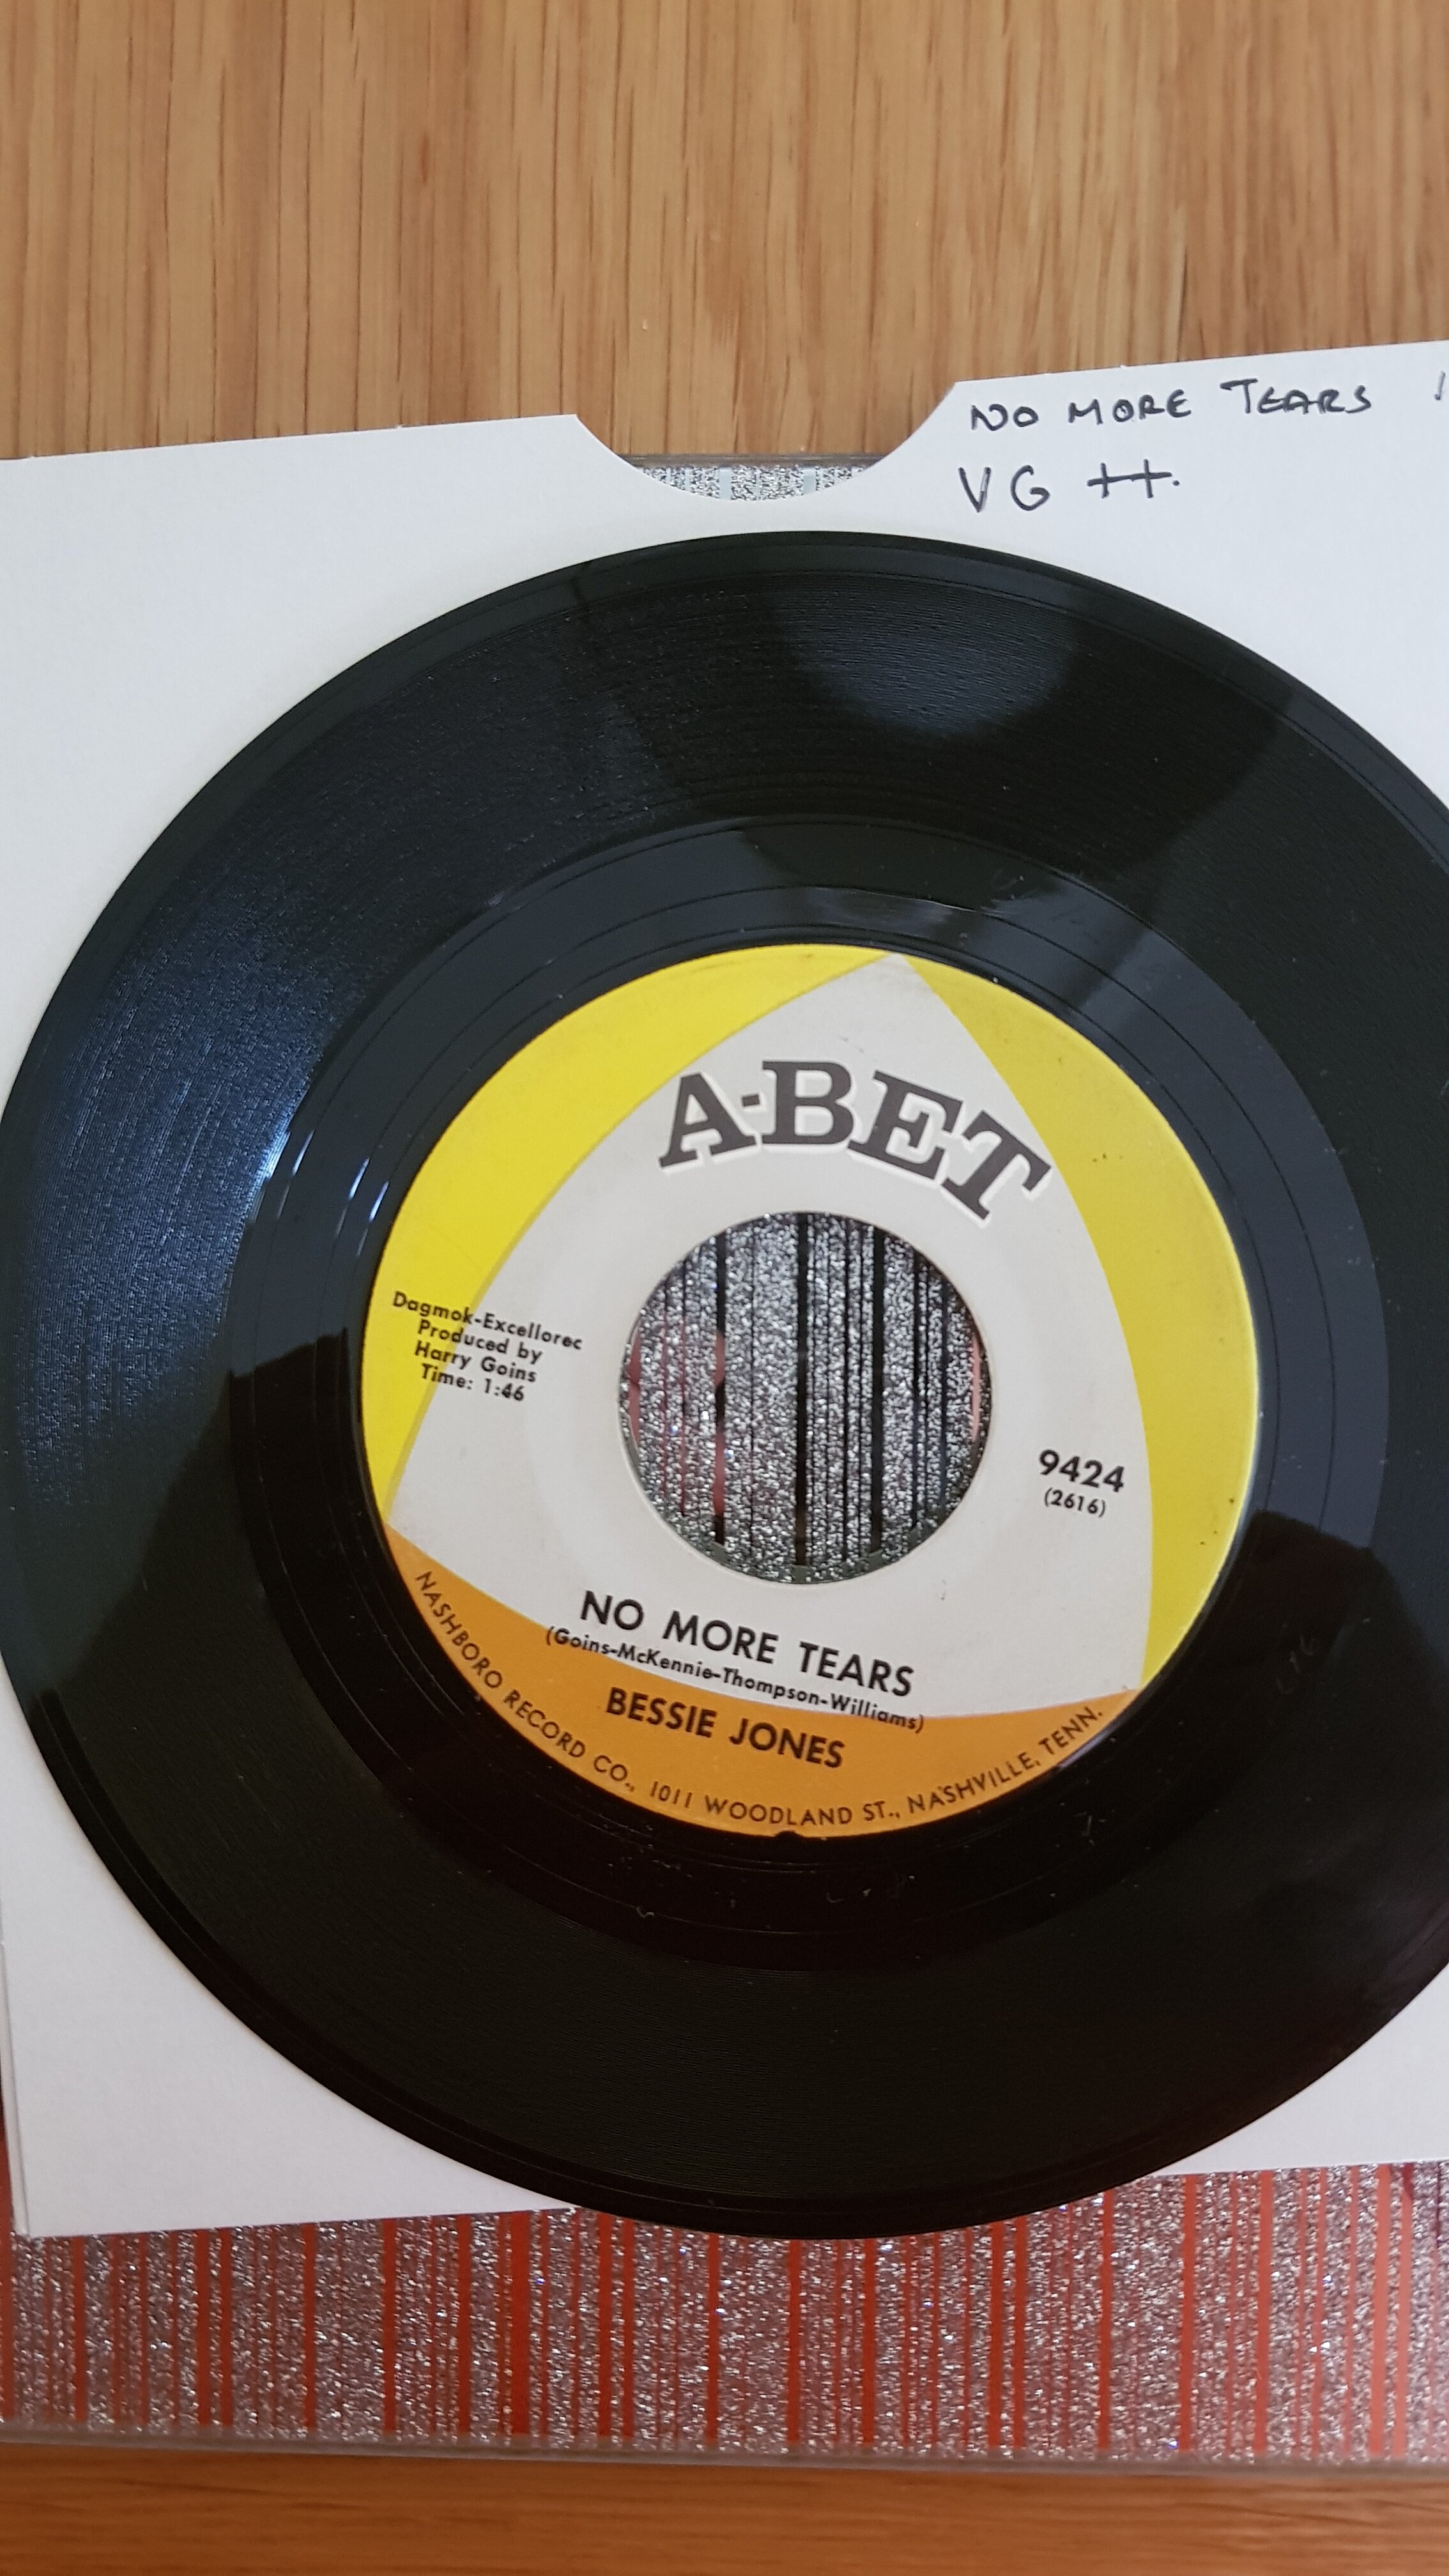 NO MORE TEARS
VG ++.
A-BET
Dagmok-Excellorec
Produced by
Harry Goins
Time: 1:46
9424
(2616)
NO MORE TEARS
(Goins-McKennie-Thompson-Williams)
BESSIE JONES
NASHBORO RECORD CO., 1011 WOODLAND ST., NASHVILLE, TENN.